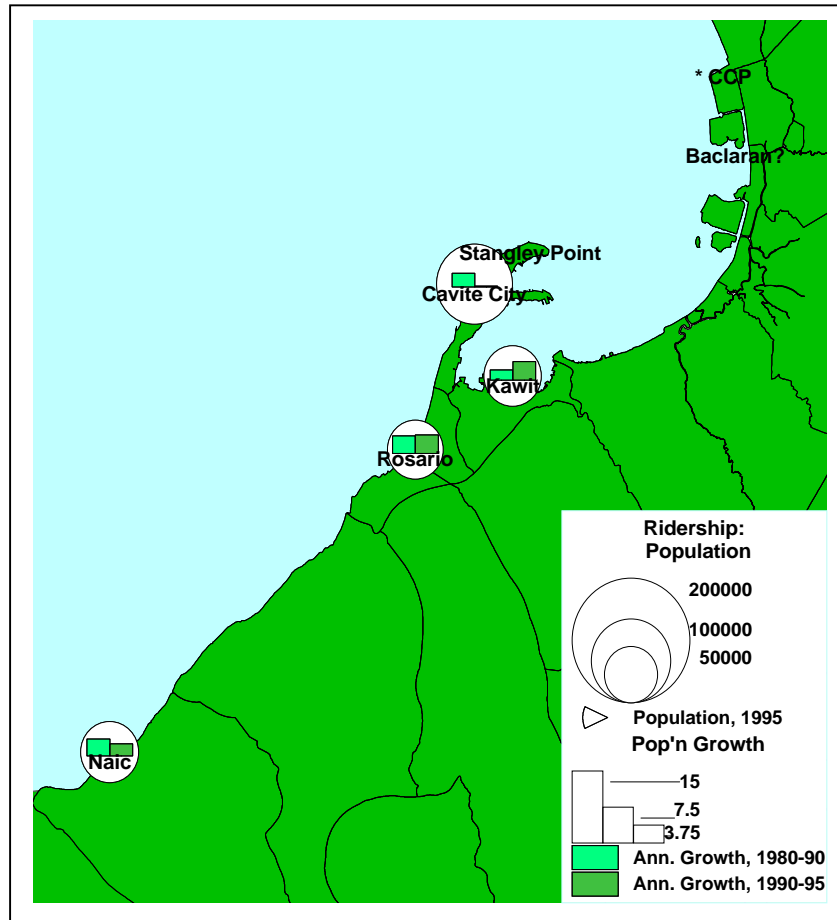 * CCP
Baclaran?
Stangley Point
Cavite City
Kawit
Rosario
Naic
Ridership:
Population
200000
100000
50000
Population, 1995
Pop'n Growth
15
7.5
3.75
Ann. Growth, 1980-90
Ann. Growth, 1990-95